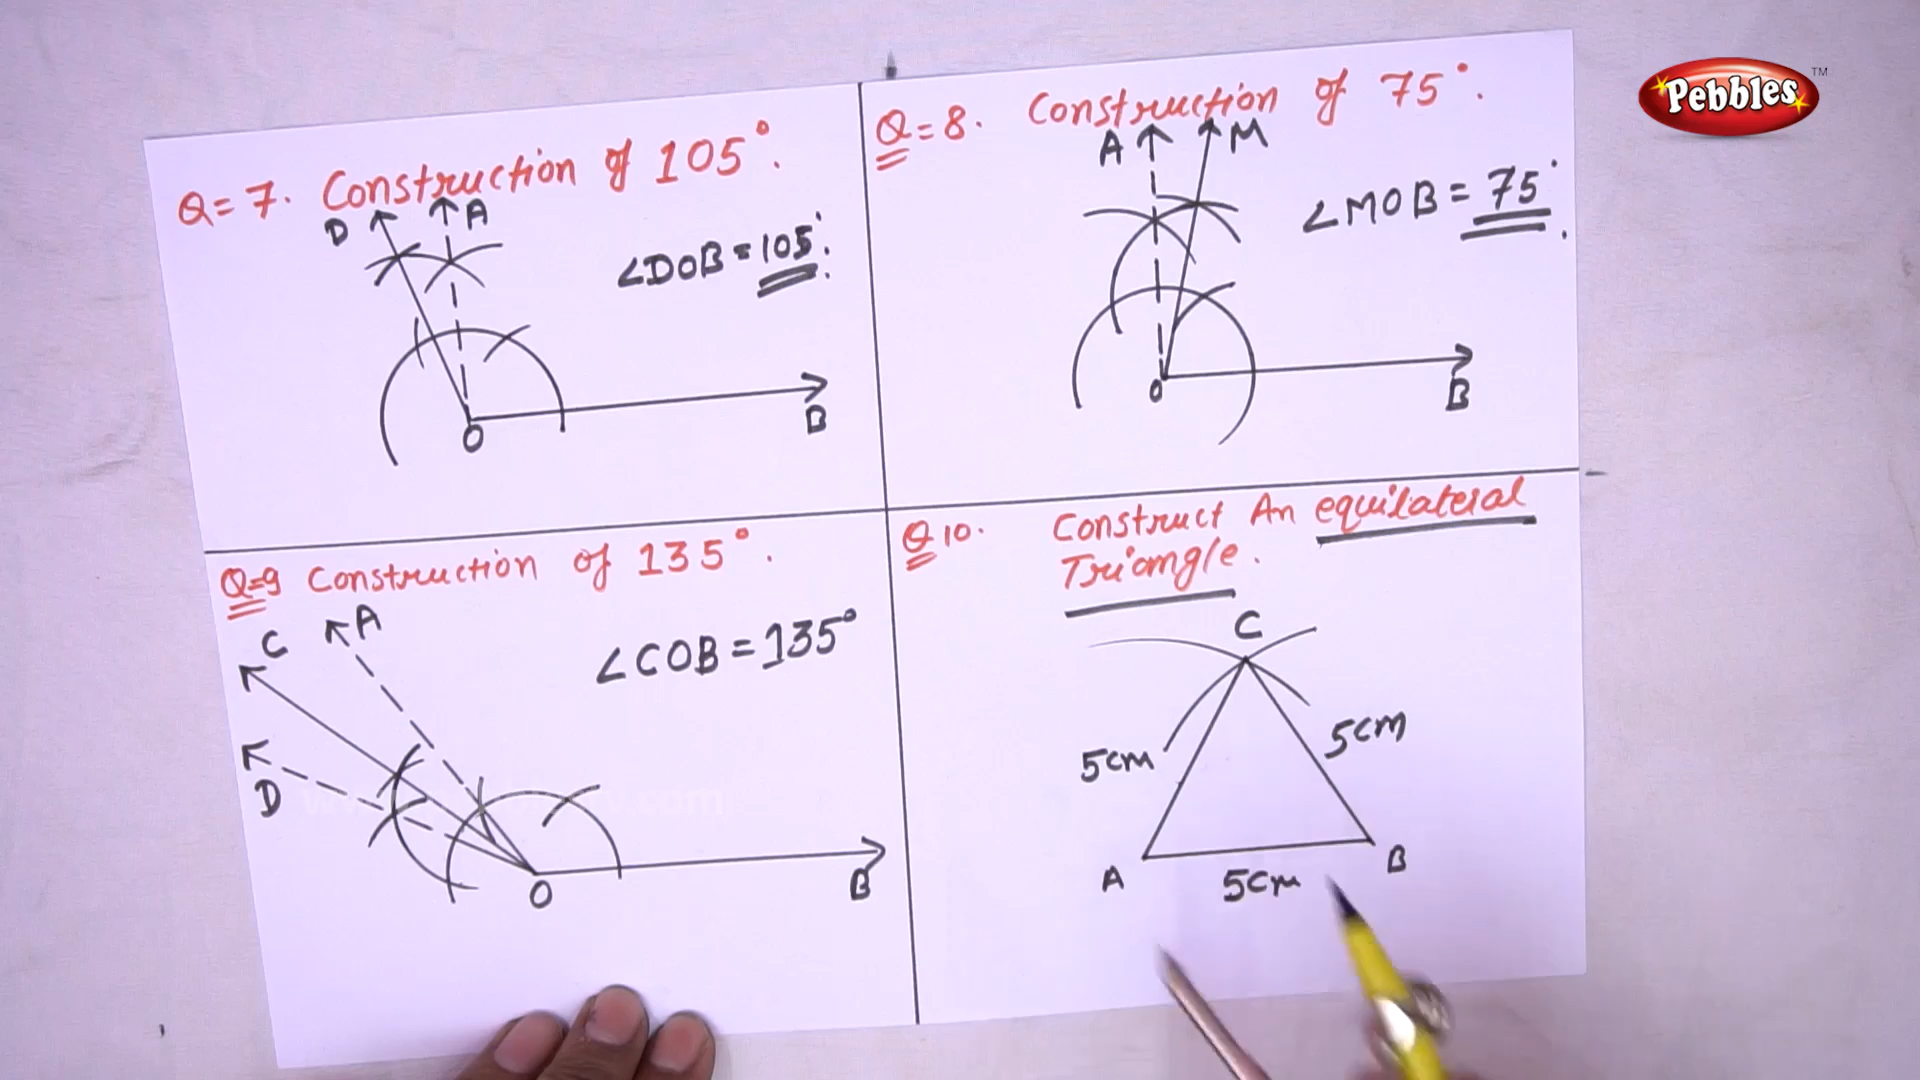 Pebbles™
Q=7. Construction of 105°.
D A
∠DOB = 105°.
O
B
Q=8. Construction of 75°.
A M
∠MOB = 75°.
O
B
Q=9 Construction of 135°.
C A
∠COB = 135°
D
O
B
Q10. Construct An equilateral
Triangle.
C
5cm 5cm
A 5cm B